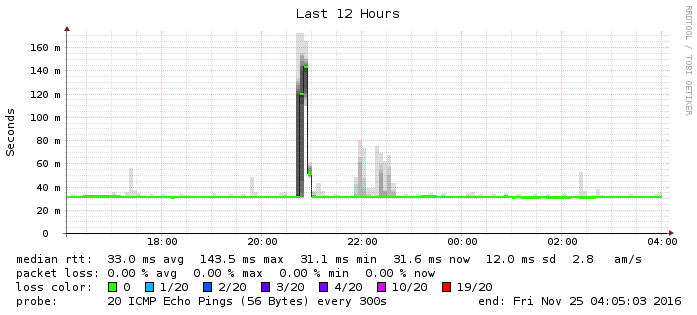 Last 12 Hours
RRDTOOL / TOBI OETIKER
Seconds
160 m
140 m
120 m
100 m
80 m
60 m
40 m
20 m
0
18:00 20:00 22:00 00:00 02:00 04:00
median rtt: 33.0 ms avg 143.5 ms max 31.1 ms min 31.6 ms now 12.0 ms sd 2.8 am/s
packet loss: 0.00 % avg 0.00 % max 0.00 % min 0.00 % now
loss color: 0 1/20 2/20 3/20 4/20 10/20 19/20
probe: 20 ICMP Echo Pings (56 Bytes) every 300s end: Fri Nov 25 04:05:03 2016